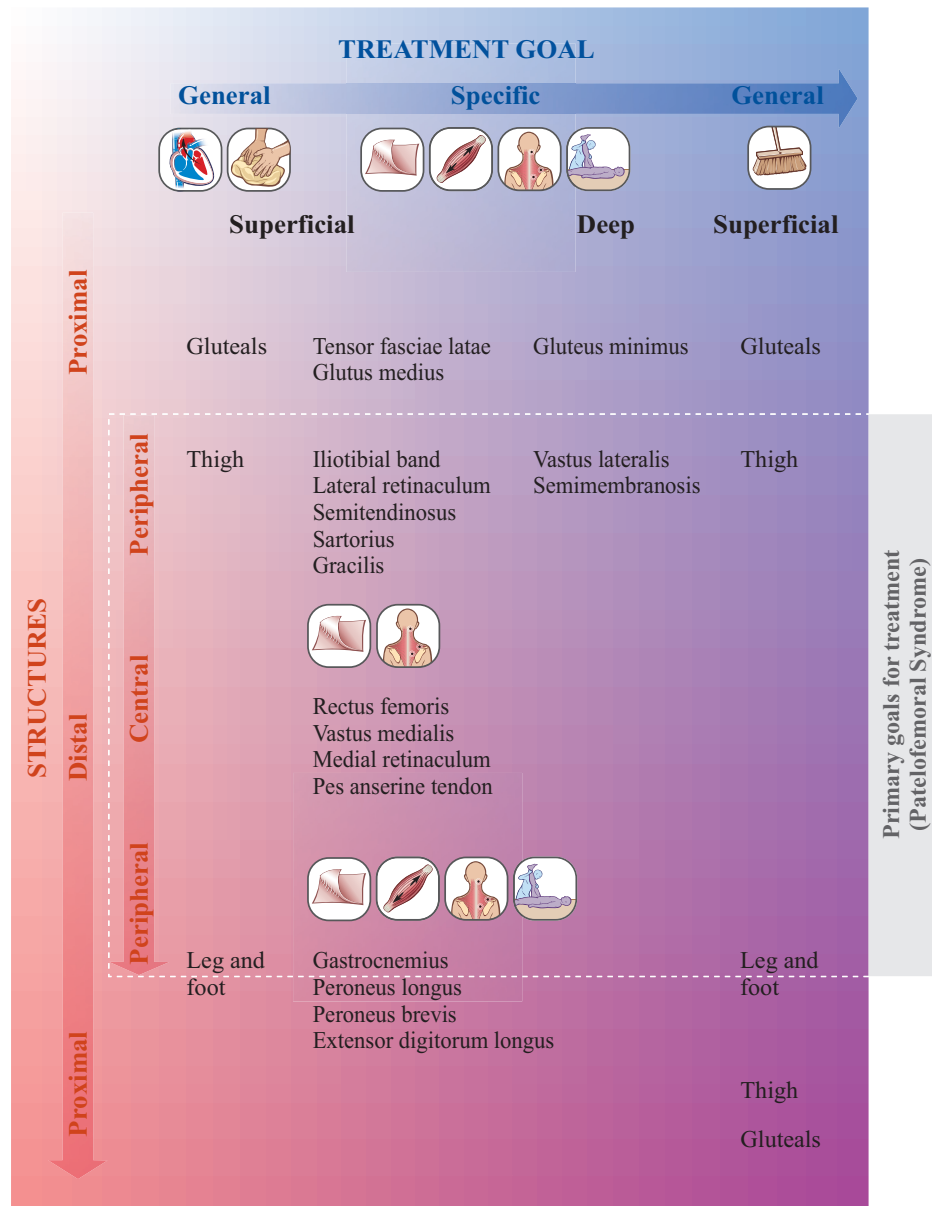 TREATMENT GOAL
General
Specific
General
Superficial
Deep
Superficial
STRUCTURES
Proximal
Distal
Proximal
Peripheral
Central
Peripheral
Gluteals
Tensor fasciae latae
Glutus medius
Gluteus minimus
Gluteals
Thigh
Iliotibial band
Lateral retinaculum
Semitendinosus
Sartorius
Gracilis
Vastus lateralis
Semimembranosis
Thigh
Rectus femoris
Vastus medialis
Medial retinaculum
Pes anserine tendon
Leg and
foot
Gastrocnemius
Peroneus longus
Peroneus brevis
Extensor digitorum longus
Leg and
foot
Thigh
Gluteals
Primary goals for treatment
(Patelofemoral Syndrome)